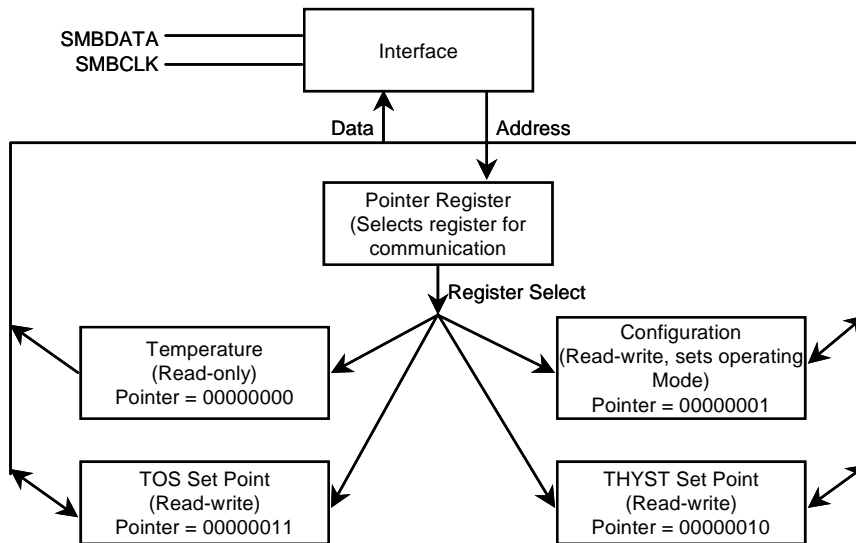 SMBDATA
SMBCLK
Interface
Data
Address
Pointer Register
(Selects register for
communication
Register Select
Temperature
(Read-only)
Pointer = 00000000
Configuration
(Read-write, sets operating
Mode)
Pointer = 00000001
TOS Set Point
(Read-write)
Pointer = 00000011
THYST Set Point
(Read-write)
Pointer = 00000010